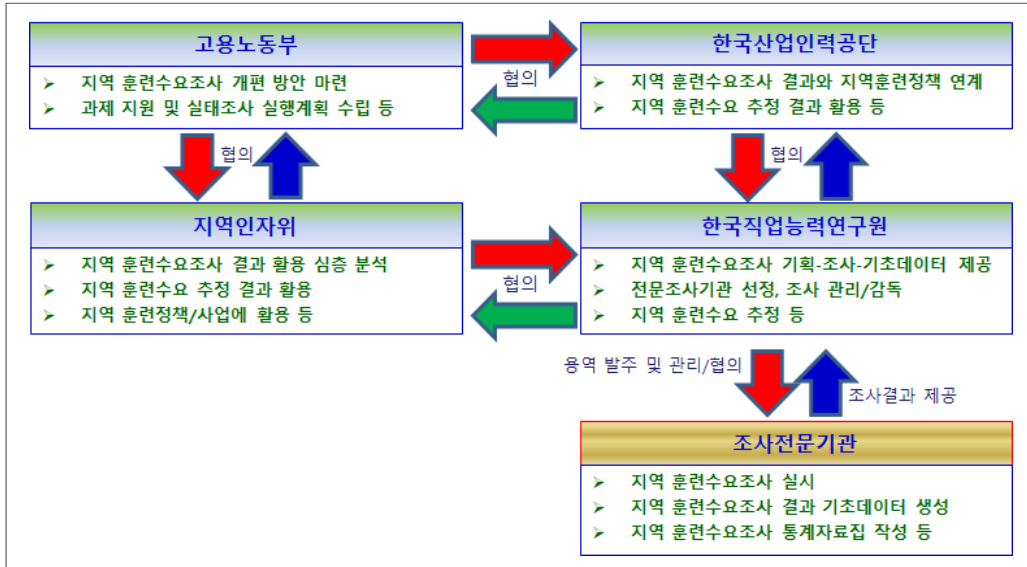 고용노동부
➢ 지역 훈련수요조사 개편 방안 마련
➢ 과제 지원 및 실태조사 실행계획 수립 등
협의
한국산업인력공단
➢ 지역 훈련수요조사 결과와 지역훈련정책 연계
➢ 지역 훈련수요 추정 결과 활용 등
협의
협의
지역인자위
➢ 지역 훈련수요조사 결과 활용 심층 분석
➢ 지역 훈련수요 추정 결과 활용
➢ 지역 훈련정책/사업에 활용 등
협의
한국직업능력연구원
➢ 지역 훈련수요조사 기획-조사-기초데이터 제공
➢ 전문조사기관 선정, 조사 관리/감독
➢ 지역 훈련수요 추정 등
용역 발주 및 관리/협의
조사결과 제공
조사전문기관
➢ 지역 훈련수요조사 실시
➢ 지역 훈련수요조사 결과 기초데이터 생성
➢ 지역 훈련수요조사 통계자료집 작성 등